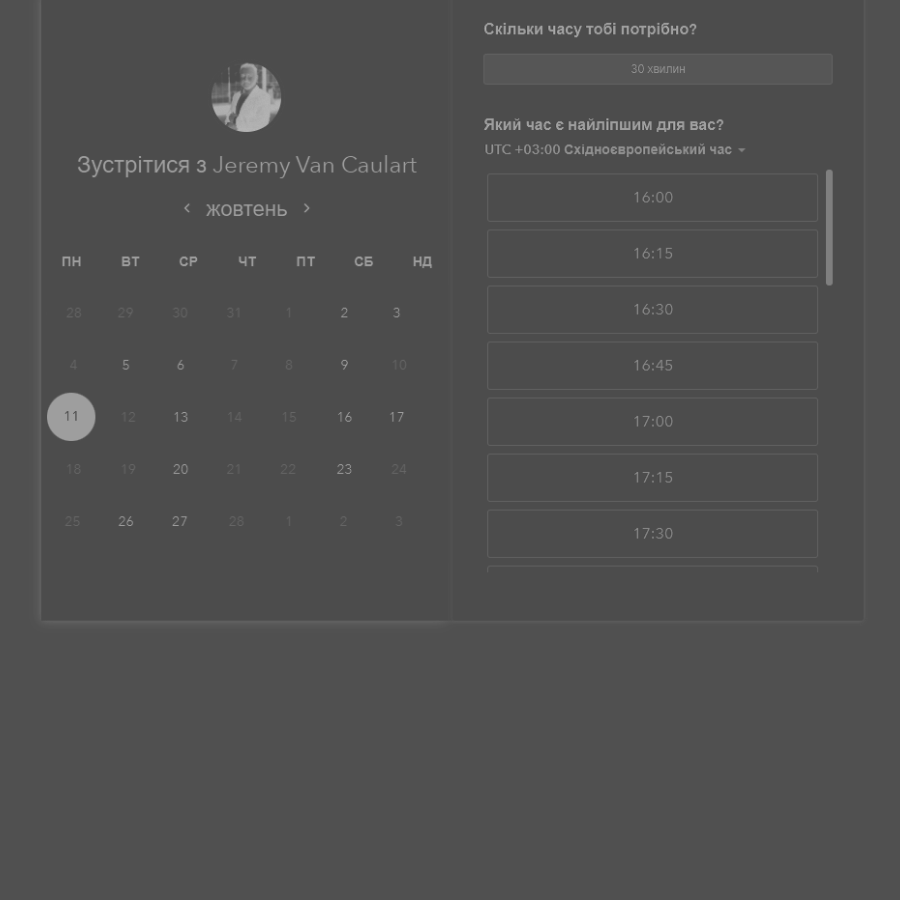 Зустрітися з Jeremy Van Caulart
жовтень
ПН ВТ СР ЧТ ПТ СБ НД
28 29 30 31 1 2 3
4 5 6 7 8 9 10
11 12 13 14 15 16 17
18 19 20 21 22 23 24
25 26 27 28 1 2 3
Скільки часу тобі потрібно?
30 хвилин
Який час є найліпшим для вас?
UTC +03:00 Східноєвропейський час
16:00
16:15
16:30
16:45
17:00
17:15
17:30